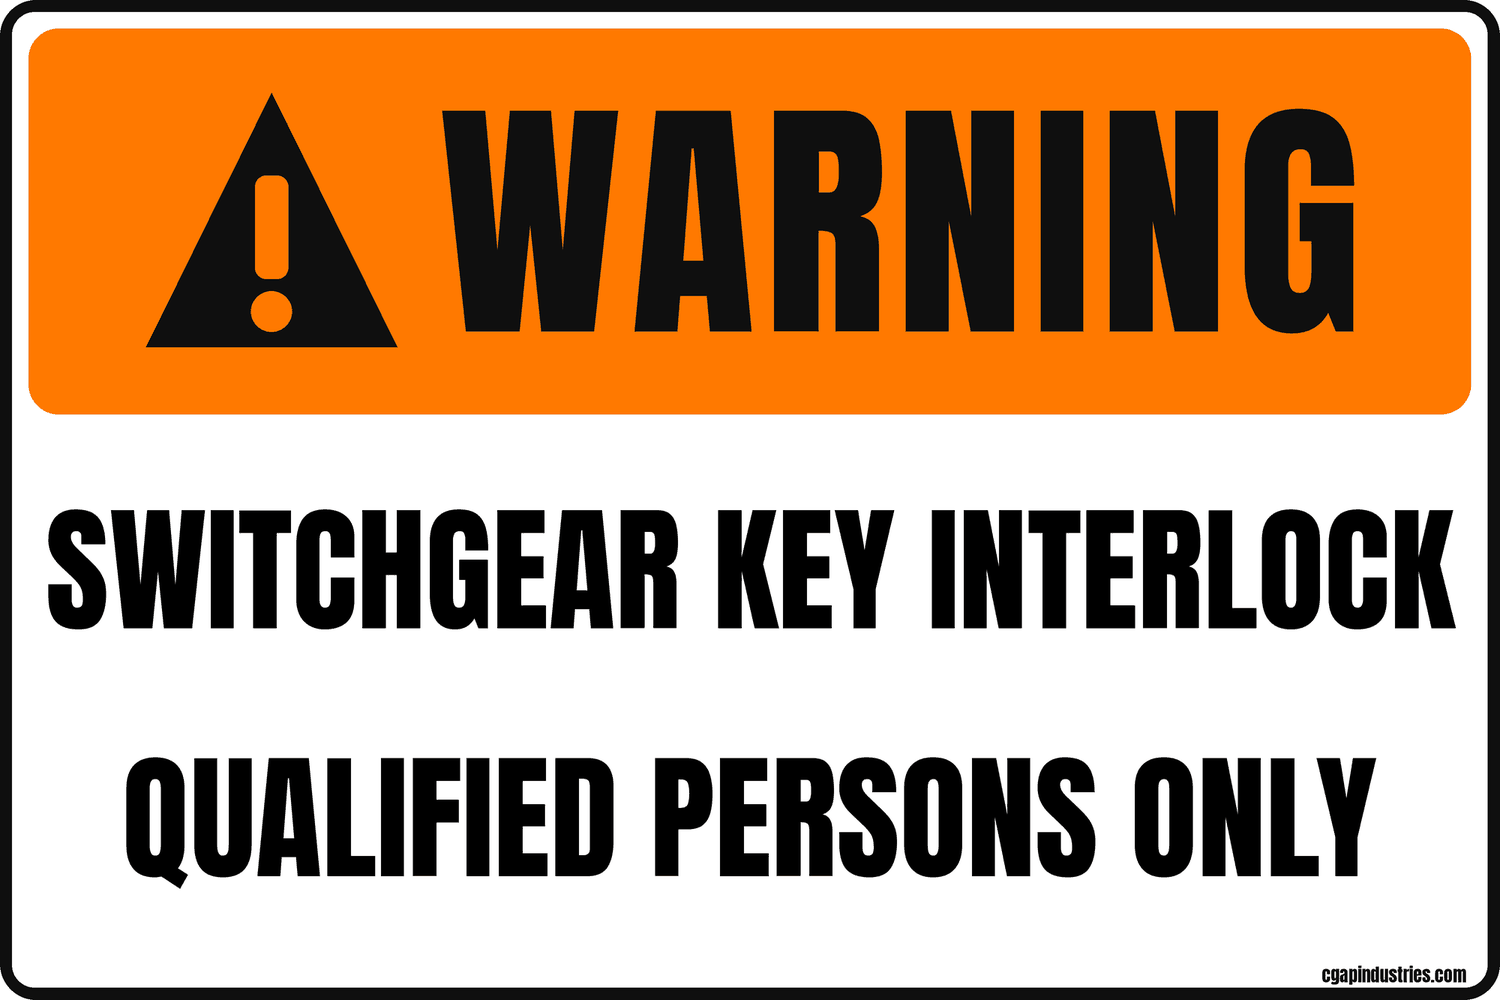 WARNING
SWITCHGEAR KEY INTERLOCK
QUALIFIED PERSONS ONLY
cgapindustries.com